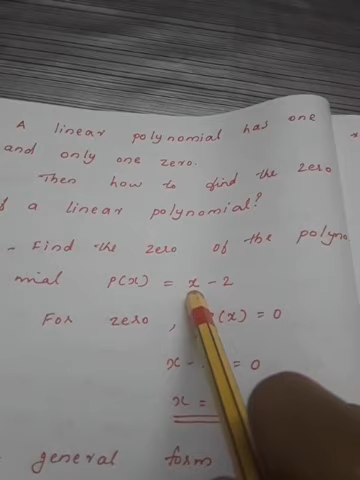 A linear polynomial has one
and only one zero.
Then how to find the zero
of a linear polynomial?
- Find the zero of the polyno
mial P(x) = x - 2
For zero, (x) = 0
x - = 0
x =
general form